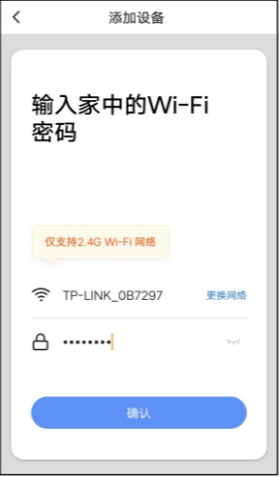 添加设备
输入家中的Wi-Fi
密码
仅支持2.4G Wi-Fi 网络
TP-LINK_0B7297
更换网络
••••••••
确认